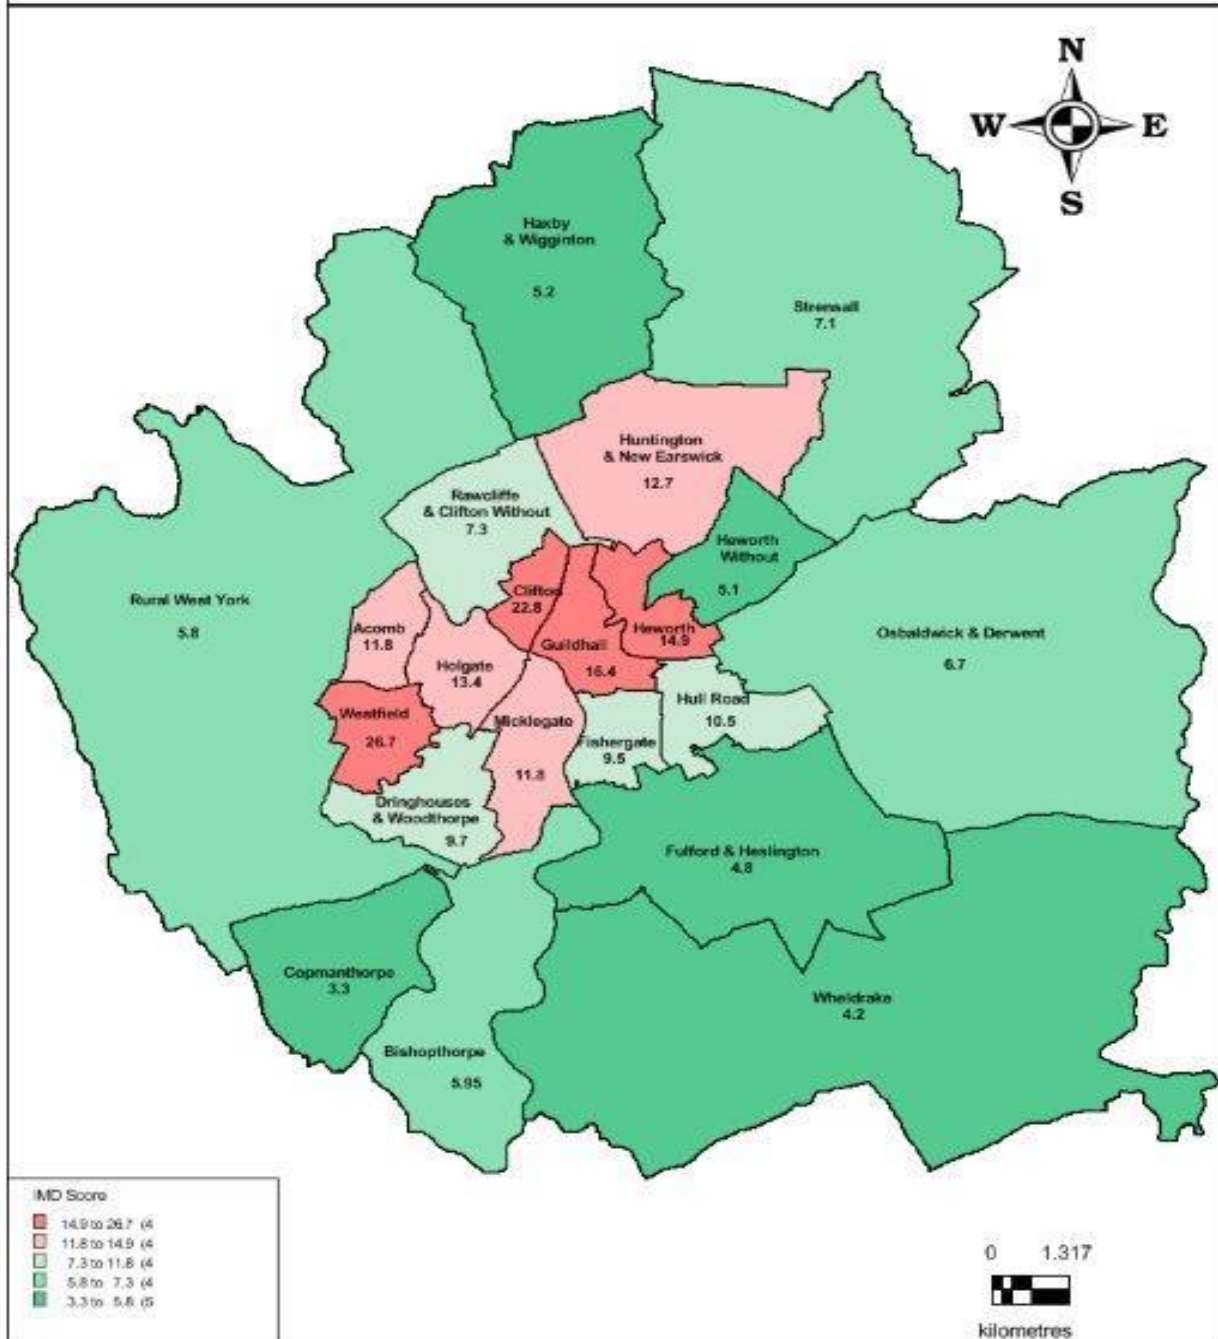 N
W E
S
Haxby
& Wigginton
5.2
Strensall
7.1
Huntington
& New Earswick
12.7
Rawcliffe
& Clifton Without
7.3
Heworth
Without
5.1
Clifton
22.8
Rural West York
5.8
Acomb
11.8
Guildhall
16.4
Heworth
14.9
Osbaldwick & Derwent
6.7
Holgate
13.4
Hull Road
10.5
Westfield
26.7
Micklegate
11.8
Fishergate
9.5
Dringhouses
& Woodthorpe
9.7
Fulford & Heslington
4.8
Copmanthorpe
3.3
Wheldrake
4.2
Bishopthorpe
5.95
IMD Score
14.9 to 26.7 (4
11.8 to 14.9 (4
7.3 to 11.8 (4
5.8 to 7.3 (4
3.3 to 5.8 (5
0 1.317
kilometres